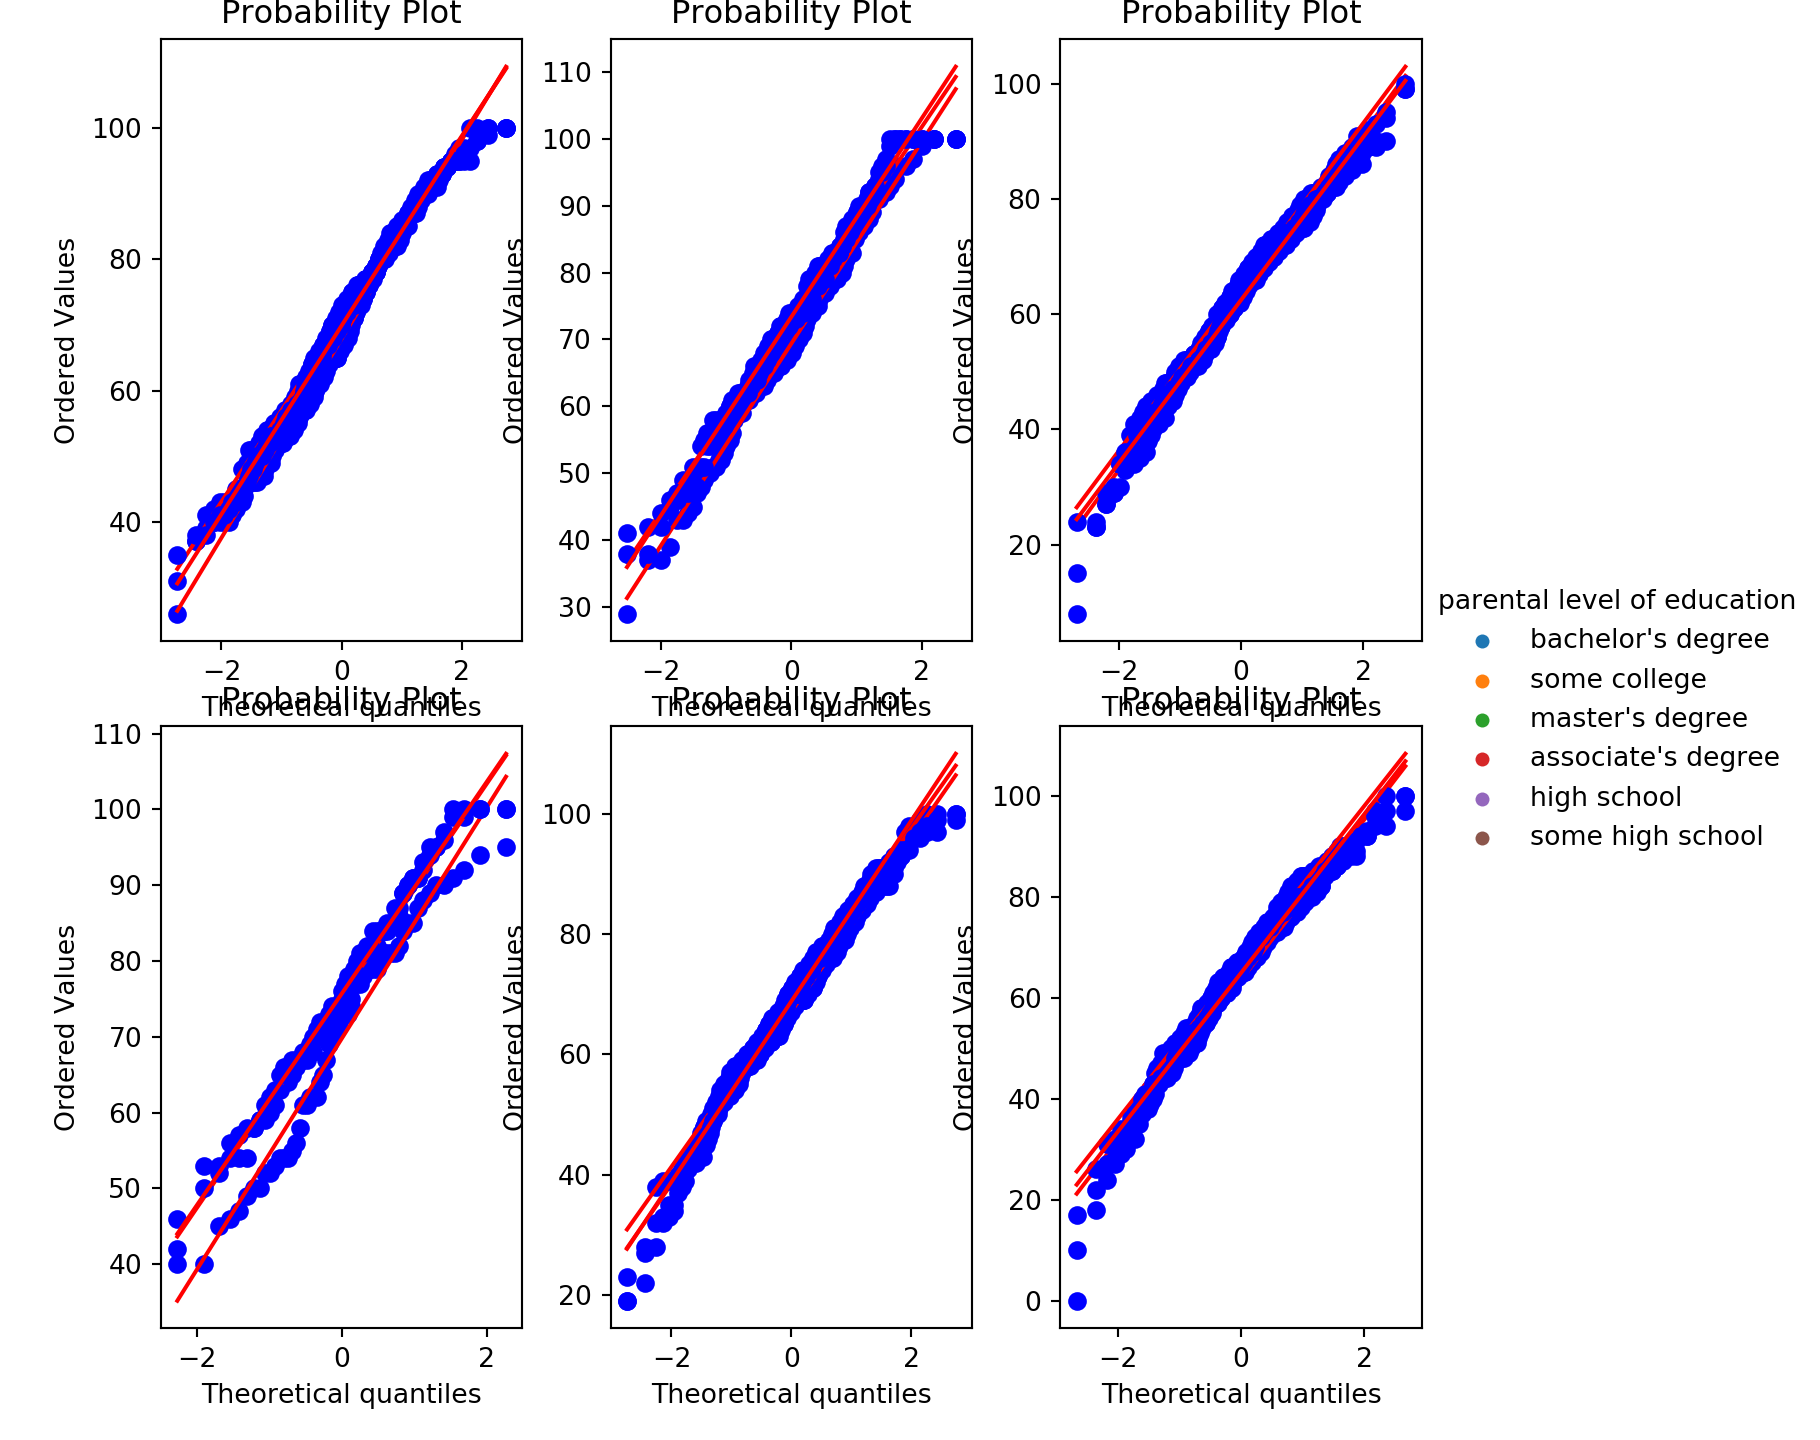 Probability Plot Probability Plot Probability Plot
Ordered Values
100
80
60
40
−2 0 2
Theoretical quantiles
Ordered Values
110
100
90
80
70
60
50
40
30
−2 0 2
Theoretical quantiles
Ordered Values
100
80
60
40
20
−2 0 2
Theoretical quantiles
parental level of education
bachelor's degree
some college
master's degree
associate's degree
high school
some high school
Probability Plot Probability Plot Probability Plot
Ordered Values
110
100
90
80
70
60
50
40
−2 0 2
Theoretical quantiles
Ordered Values
100
80
60
40
20
−2 0 2
Theoretical quantiles
Ordered Values
100
80
60
40
20
0
−2 0 2
Theoretical quantiles